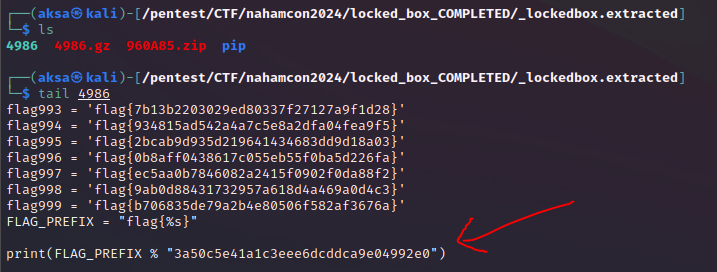 ┌──(aksa㉿kali)-[/pentest/CTF/nahamcon2024/locked_box_COMPLETED/_lockedbox.extracted]
└─$ ls
4986 4986.gz 960A85.zip pip
┌──(aksa㉿kali)-[/pentest/CTF/nahamcon2024/locked_box_COMPLETED/_lockedbox.extracted]
└─$ tail 4986
flag993 = 'flag{7b13b2203029ed80337f27127a9f1d28}'
flag994 = 'flag{934815ad542a4a7c5e8a2dfa04fea9f5}'
flag995 = 'flag{2bcab9d935d219641434683dd9d18a03}'
flag996 = 'flag{0b8aff0438617c055eb55f0ba5d226fa}'
flag997 = 'flag{ec5aa0b7846082a2415f0902f0da88f2}'
flag998 = 'flag{9ab0d88431732957a618d4a469a0d4c3}'
flag999 = 'flag{b706835de79a2b4e80506f582af3676a}'
FLAG_PREFIX = "flag{%s}"
print(FLAG_PREFIX % "3a50c5e41a1c3eee6dcddca9e04992e0")